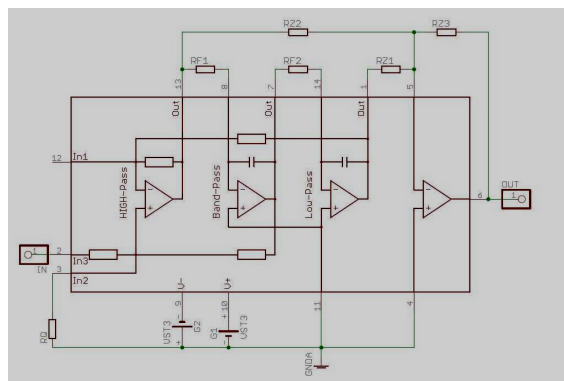 RZ2
RZ3
RF1
RF2
RZ1
13
8
7
14
1
5
Out
Out
Out
12
In1
HIGH-Pass
Band-Pass
Low-Pass
OUT
6
1
1
IN
2
In3
3
In2
V-
V+
9
10
11
4
RQ
VST3
G2
G1
VST3
GNDA